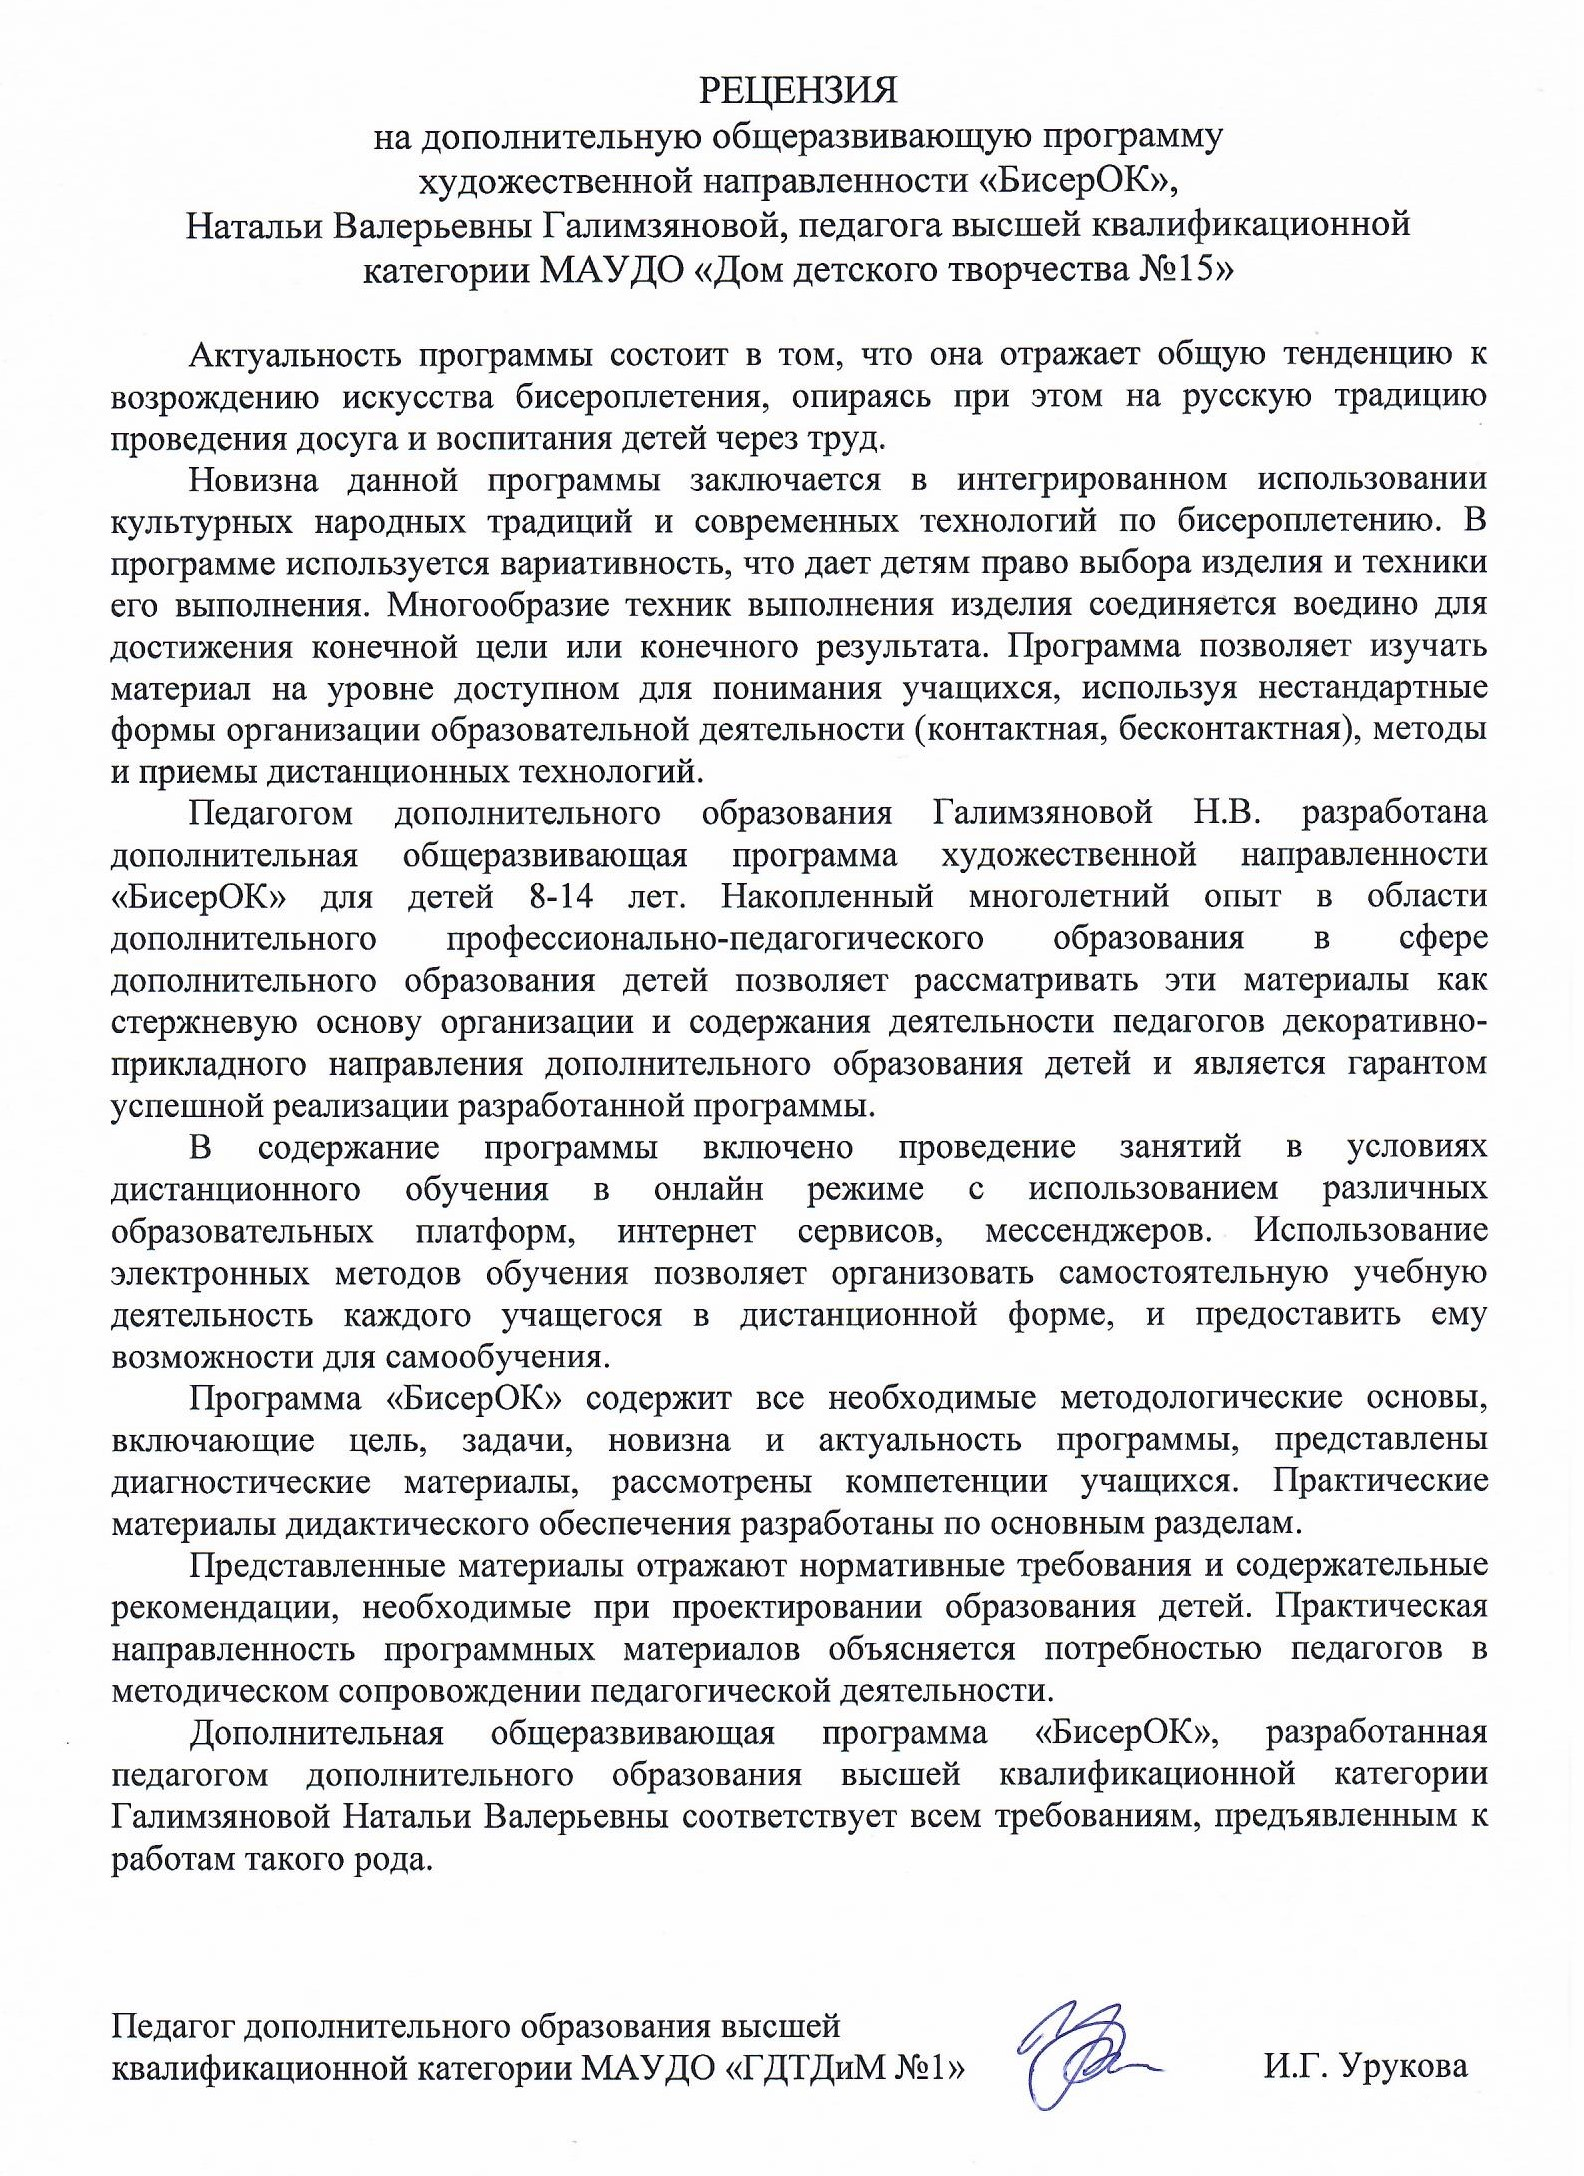 РЕЦЕНЗИЯ
на дополнительную общеразвивающую программу
художественной направленности «БисерОК»,
Натальи Валерьевны Галимзяновой, педагога высшей квалификационной
категории МАУДО «Дом детского творчества №15»
Актуальность программы состоит в том, что она отражает общую тенденцию к
возрождению искусства бисероплетения, опираясь при этом на русскую традицию
проведения досуга и воспитания детей через труд.
Новизна данной программы заключается в интегрированном использовании
культурных народных традиций и современных технологий по бисероплетению. В
программе используется вариативность, что дает детям право выбора изделия и техники
его выполнения. Многообразие техник выполнения изделия соединяется воедино для
достижения конечной цели или конечного результата. Программа позволяет изучать
материал на уровне доступном для понимания учащихся, используя нестандартные
формы организации образовательной деятельности (контактная, бесконтактная), методы
и приемы дистанционных технологий.
Педагогом дополнительного образования Галимзяновой Н.В. разработана
дополнительная общеразвивающая программа художественной направленности
«БисерОК» для детей 8-14 лет. Накопленный многолетний опыт в области
дополнительного профессионально-педагогического образования в сфере
дополнительного образования детей позволяет рассматривать эти материалы как
стержневую основу организации и содержания деятельности педагогов декоративно-
прикладного направления дополнительного образования детей и является гарантом
успешной реализации разработанной программы.
В содержание программы включено проведение занятий в условиях
дистанционного обучения в онлайн режиме с использованием различных
образовательных платформ, интернет сервисов, мессенджеров. Использование
электронных методов обучения позволяет организовать самостоятельную учебную
деятельность каждого учащегося в дистанционной форме, и предоставить ему
возможности для самообучения.
Программа «БисерОК» содержит все необходимые методологические основы,
включающие цель, задачи, новизна и актуальность программы, представлены
диагностические материалы, рассмотрены компетенции учащихся. Практические
материалы дидактического обеспечения разработаны по основным разделам.
Представленные материалы отражают нормативные требования и содержательные
рекомендации, необходимые при проектировании образования детей. Практическая
направленность программных материалов объясняется потребностью педагогов в
методическом сопровождении педагогической деятельности.
Дополнительная общеразвивающая программа «БисерОК», разработанная
педагогом дополнительного образования высшей квалификационной категории
Галимзяновой Натальи Валерьевны соответствует всем требованиям, предъявленным к
работам такого рода.
Педагог дополнительного образования высшей
квалификационной категории МАУДО «ГДТДиМ №1» И.Г. Урукова